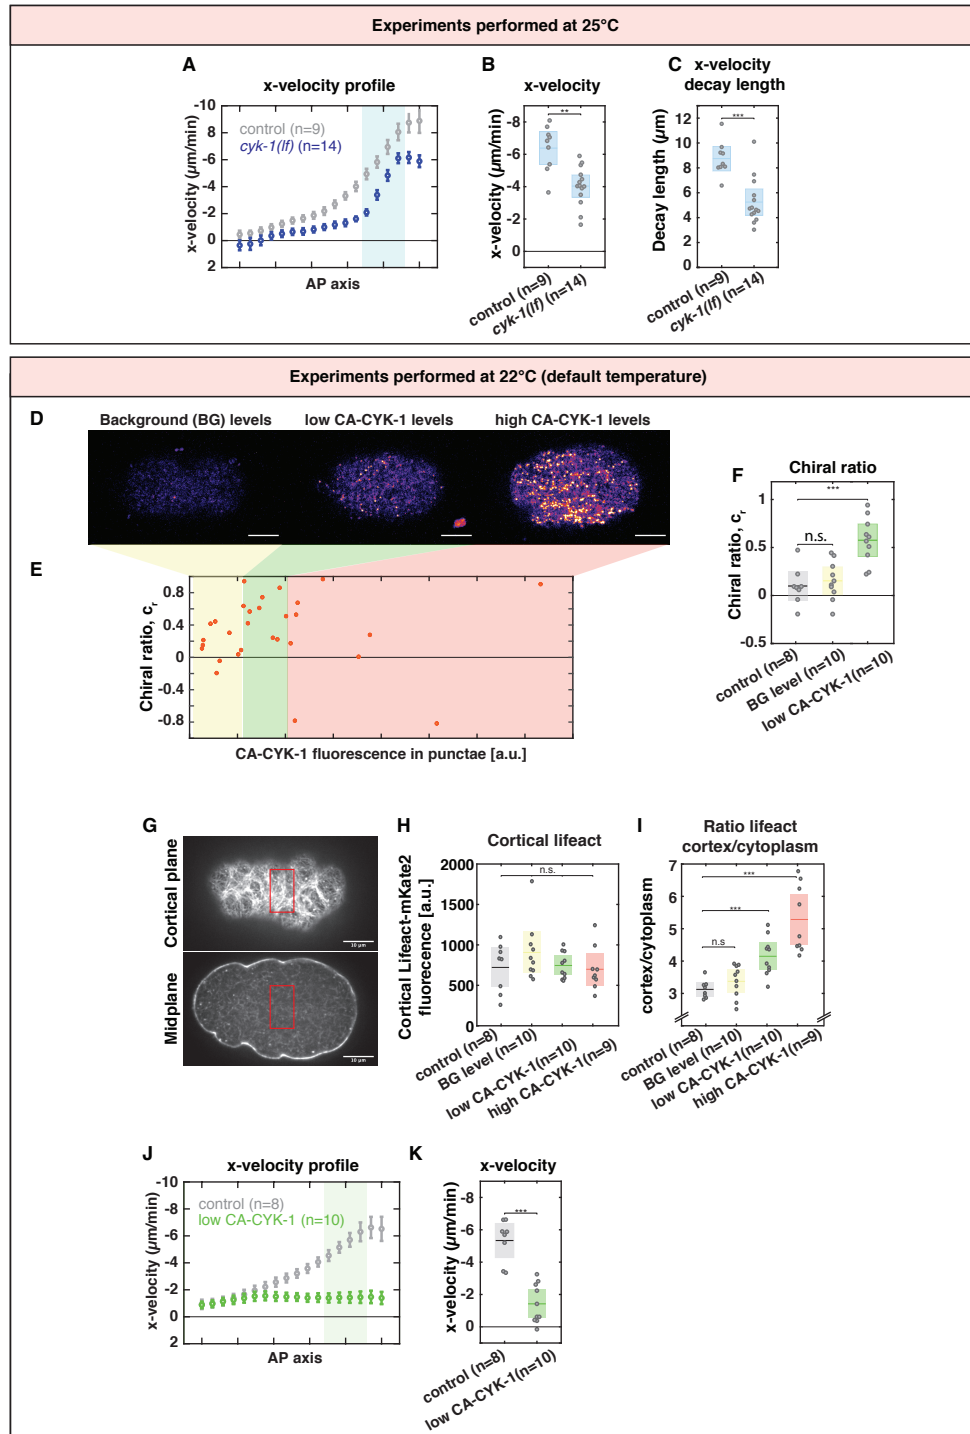 Experiments performed at 25°C
A
x-velocity profile
x-velocity (µm/min)
-10
-8
-6
-4
-2
0
2
control (n=9)
cyk-1(lf) (n=14)
AP axis
B
x-velocity
x-velocity (µm/min)
-8
-6
-4
-2
0
**
control (n=9)
cyk-1(lf) (n=14)
C
x-velocity
decay length
Decay length (µm)
12
10
8
6
4
2
0
***
control (n=9)
cyk-1(lf) (n=14)
Experiments performed at 22°C (default temperature)
D
Background (BG) levels
low CA-CYK-1 levels
high CA-CYK-1 levels
E
Chiral ratio, cr
0.8
0.4
0
-0.4
-0.8
CA-CYK-1 fluorescence in punctae [a.u.]
F
Chiral ratio
Chiral ratio, cr
1
0.5
0
-0.5
***
n.s.
control (n=8)
BG level (n=10)
low CA-CYK-1(n=10)
G
Cortical plane
10 µm
Midplane
10 µm
H
Cortical lifeact
Cortical Lifeact-mKate2
fluorecence [a.u.]
2000
1500
1000
500
0
n.s.
control (n=8)
BG level (n=10)
low CA-CYK-1(n=10)
high CA-CYK-1(n=9)
I
Ratio lifeact
cortex/cytoplasm
cortex/cytoplasm
7
6
5
4
3
***
***
n.s
control (n=8)
BG level (n=10)
low CA-CYK-1(n=10)
high CA-CYK-1(n=9)
J
x-velocity profile
x-velocity (µm/min)
-10
-8
-6
-4
-2
0
2
control (n=8)
low CA-CYK-1 (n=10)
AP axis
K
x-velocity
x-velocity (µm/min)
-8
-6
-4
-2
0
***
control (n=8)
low CA-CYK-1(n=10)